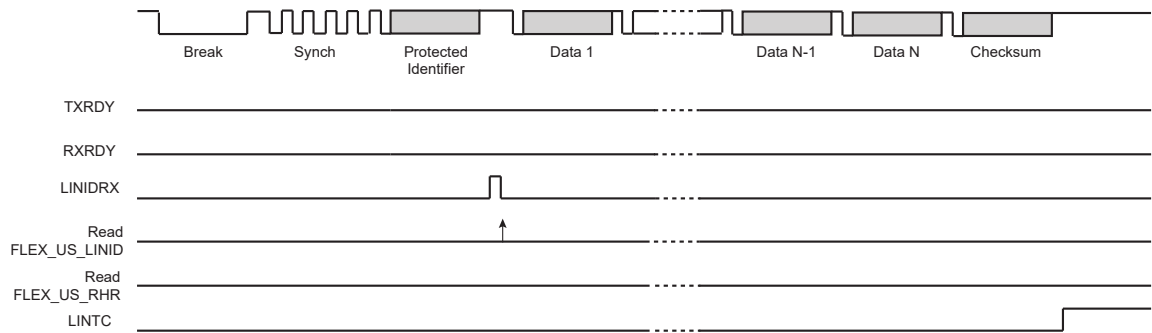 Break
Synch
Protected
Identifier
Data 1
Data N-1
Data N
Checksum
TXRDY
RXRDY
LINIDRX
Read
FLEX_US_LINID
Read
FLEX_US_RHR
LINTC